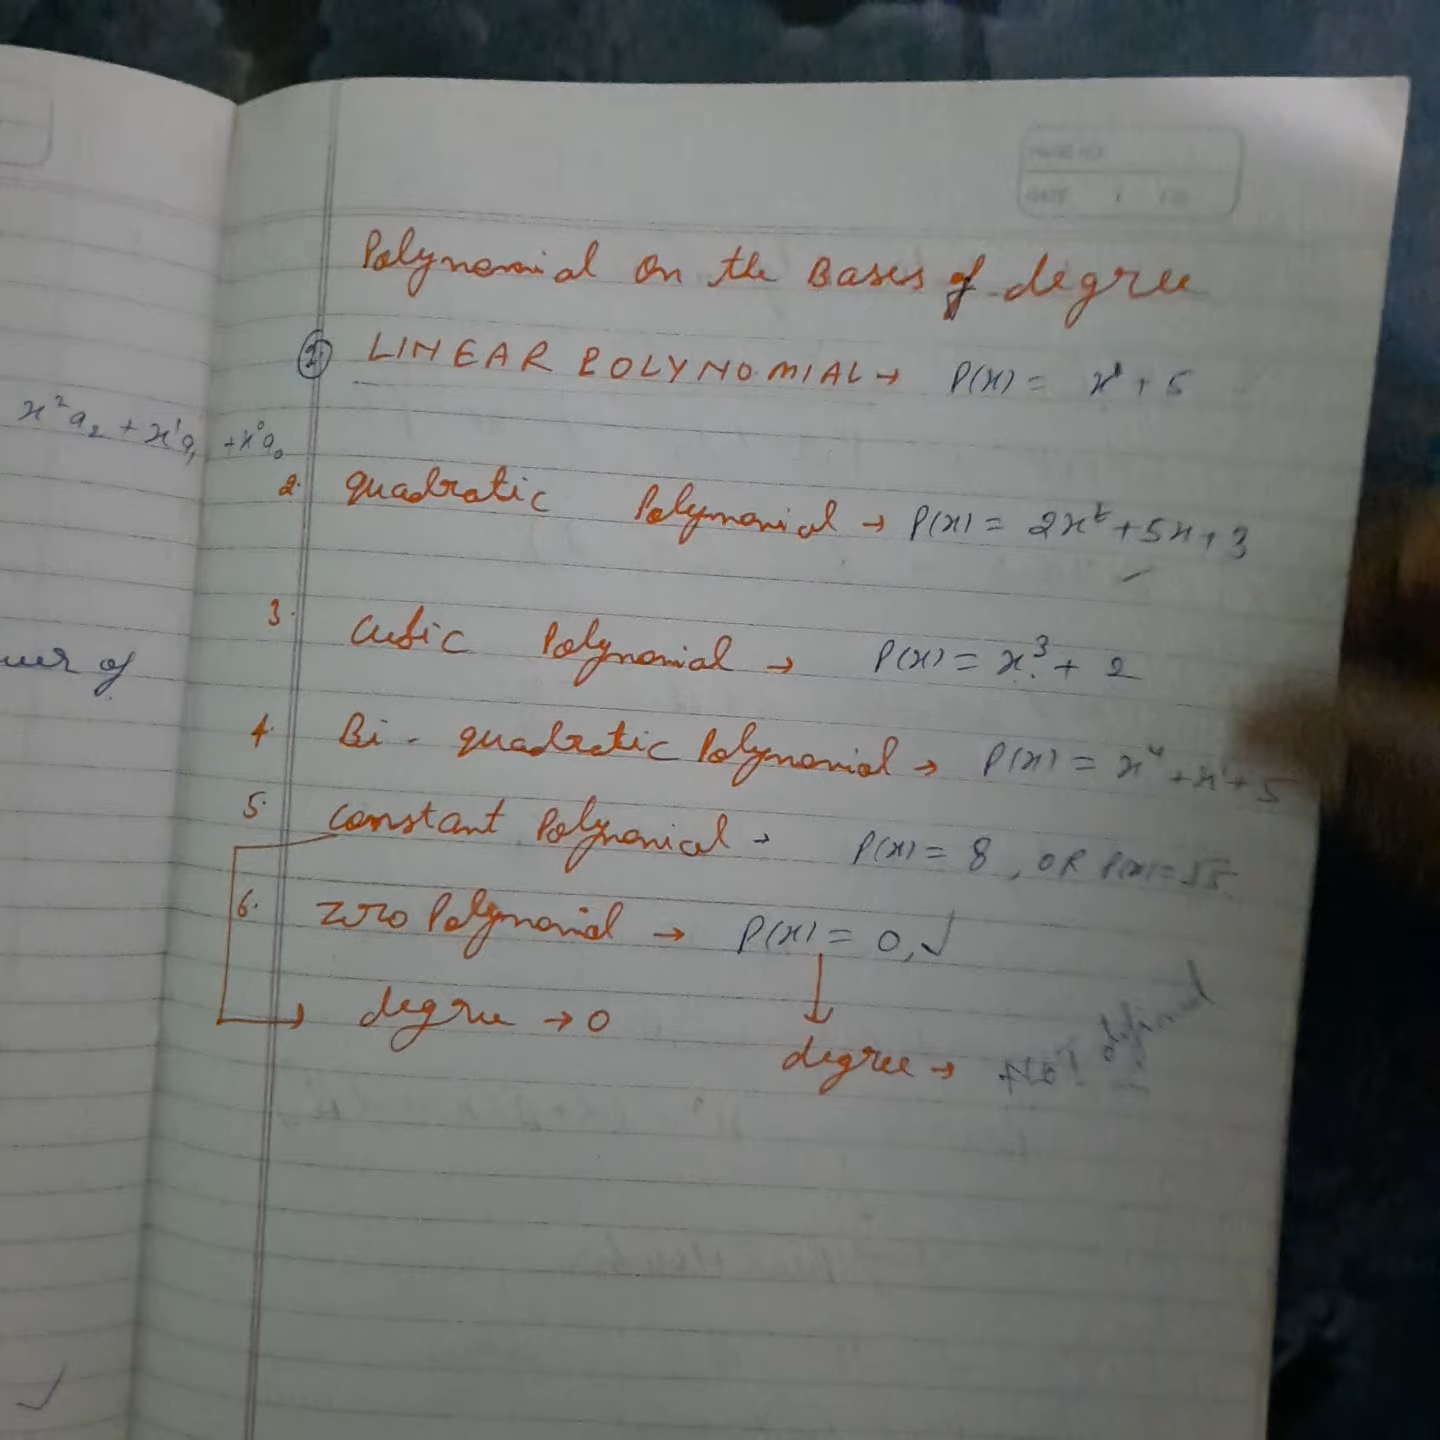 Polynomial On the Bases of degree
1. LINEAR POLYNOMIAL → P(x) = x¹ + 5
x²a₂ + x¹a₁ + x⁰a₀
2. quadratic Polynomial → P(x) = 2x² + 5x + 3
3. Cubic Polynomial → P(x) = x³ + 2
of
4. Bi-quadratic Polynomial → P(x) = x⁴ + x¹ + 5
5. constant Polynomial → P(x) = 8, OR P(x) = √5
6. zero Polynomial → P(x) = 0, ✓
degree → 0
degree → Not defined